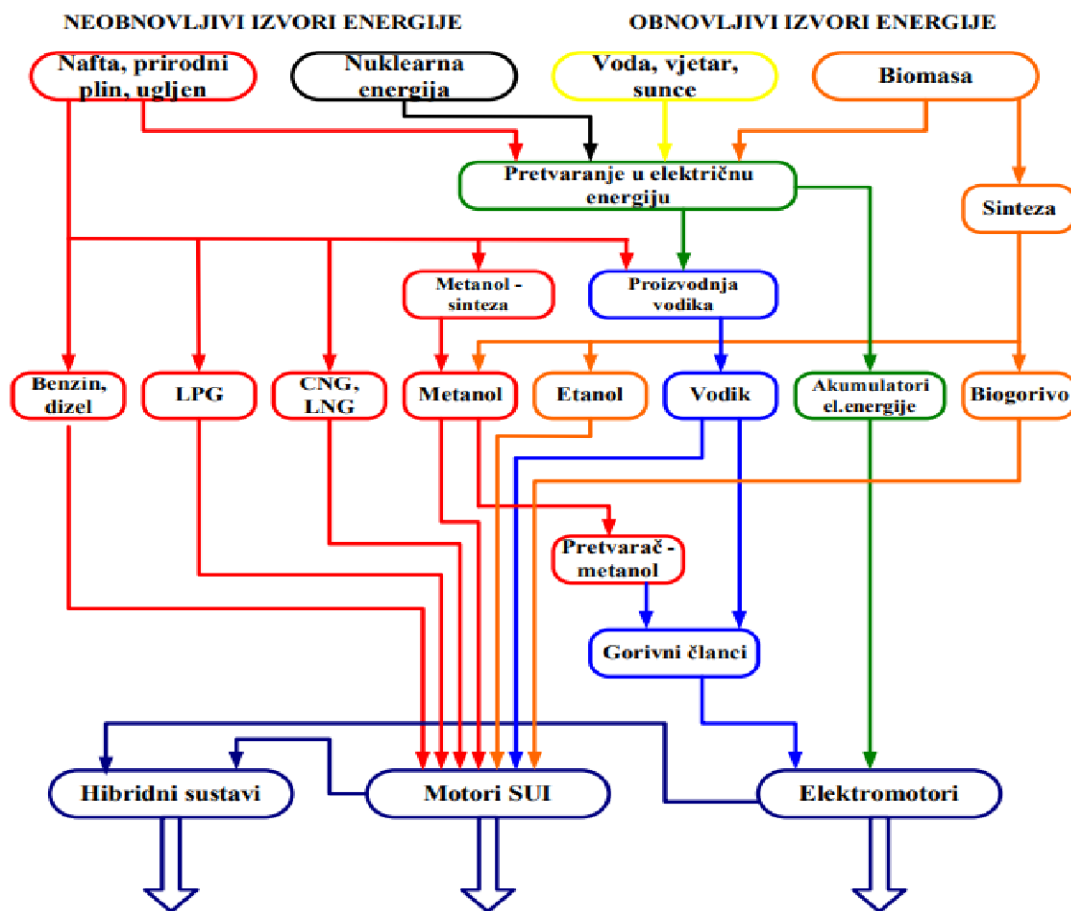 NEOBNOVLJIVI IZVORI ENERGIJE
OBNOVLJIVI IZVORI ENERGIJE
Nafta, prirodni
plin, ugljen
Nuklearna
energija
Voda, vjetar,
sunce
Biomasa
Pretvaranje u električnu
energiju
Sinteza
Metanol -
sinteza
Proizvodnja
vodika
Benzin,
dizel
LPG
CNG,
LNG
Metanol
Etanol
Vodik
Akumulatori
el.energije
Biogorivo
Pretvarač -
metanol
Gorivni članci
Hibridni sustavi
Motori SUI
Elektromotori